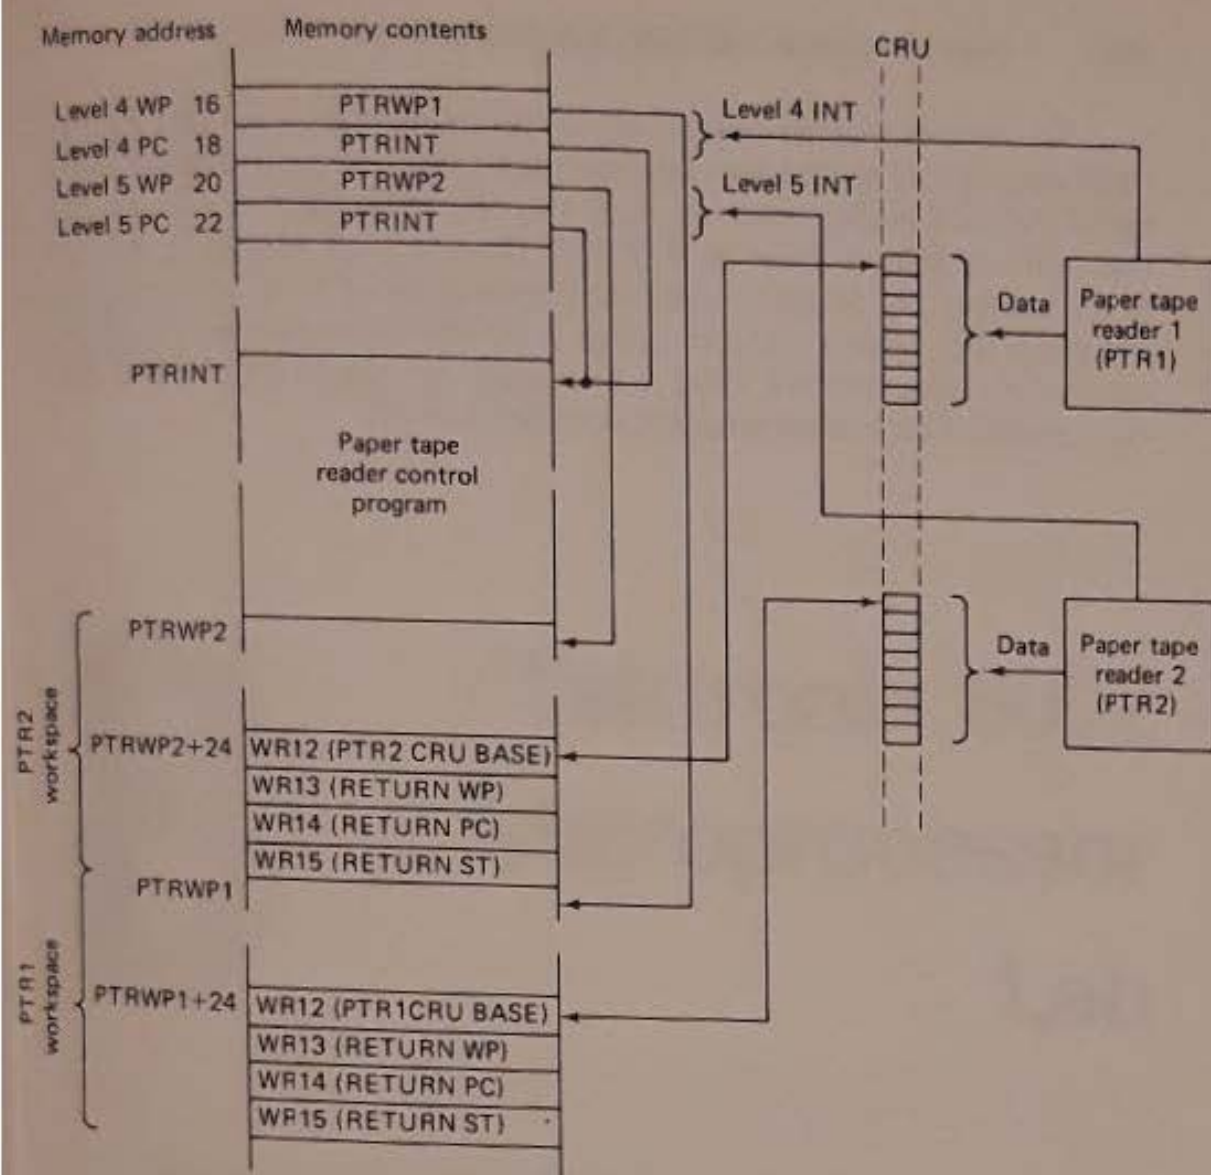 Memory address
Memory contents
CRU
Level 4 WP 16
PTRWP1
Level 4 INT
Level 4 PC 18
PTRINT
Level 5 WP 20
PTRWP2
Level 5 INT
Level 5 PC 22
PTRINT
Data
Paper tape
reader 1
(PTR1)
PTRINT
Paper tape
reader control
program
PTRWP2
Data
Paper tape
reader 2
(PTR2)
PTR2
workspace
PTRWP2+24
WR12 (PTR2 CRU BASE)
WR13 (RETURN WP)
WR14 (RETURN PC)
WR15 (RETURN ST)
PTRWP1
PTR1
workspace
PTRWP1+24
WR12 (PTR1CRU BASE)
WR13 (RETURN WP)
WR14 (RETURN PC)
WR15 (RETURN ST)